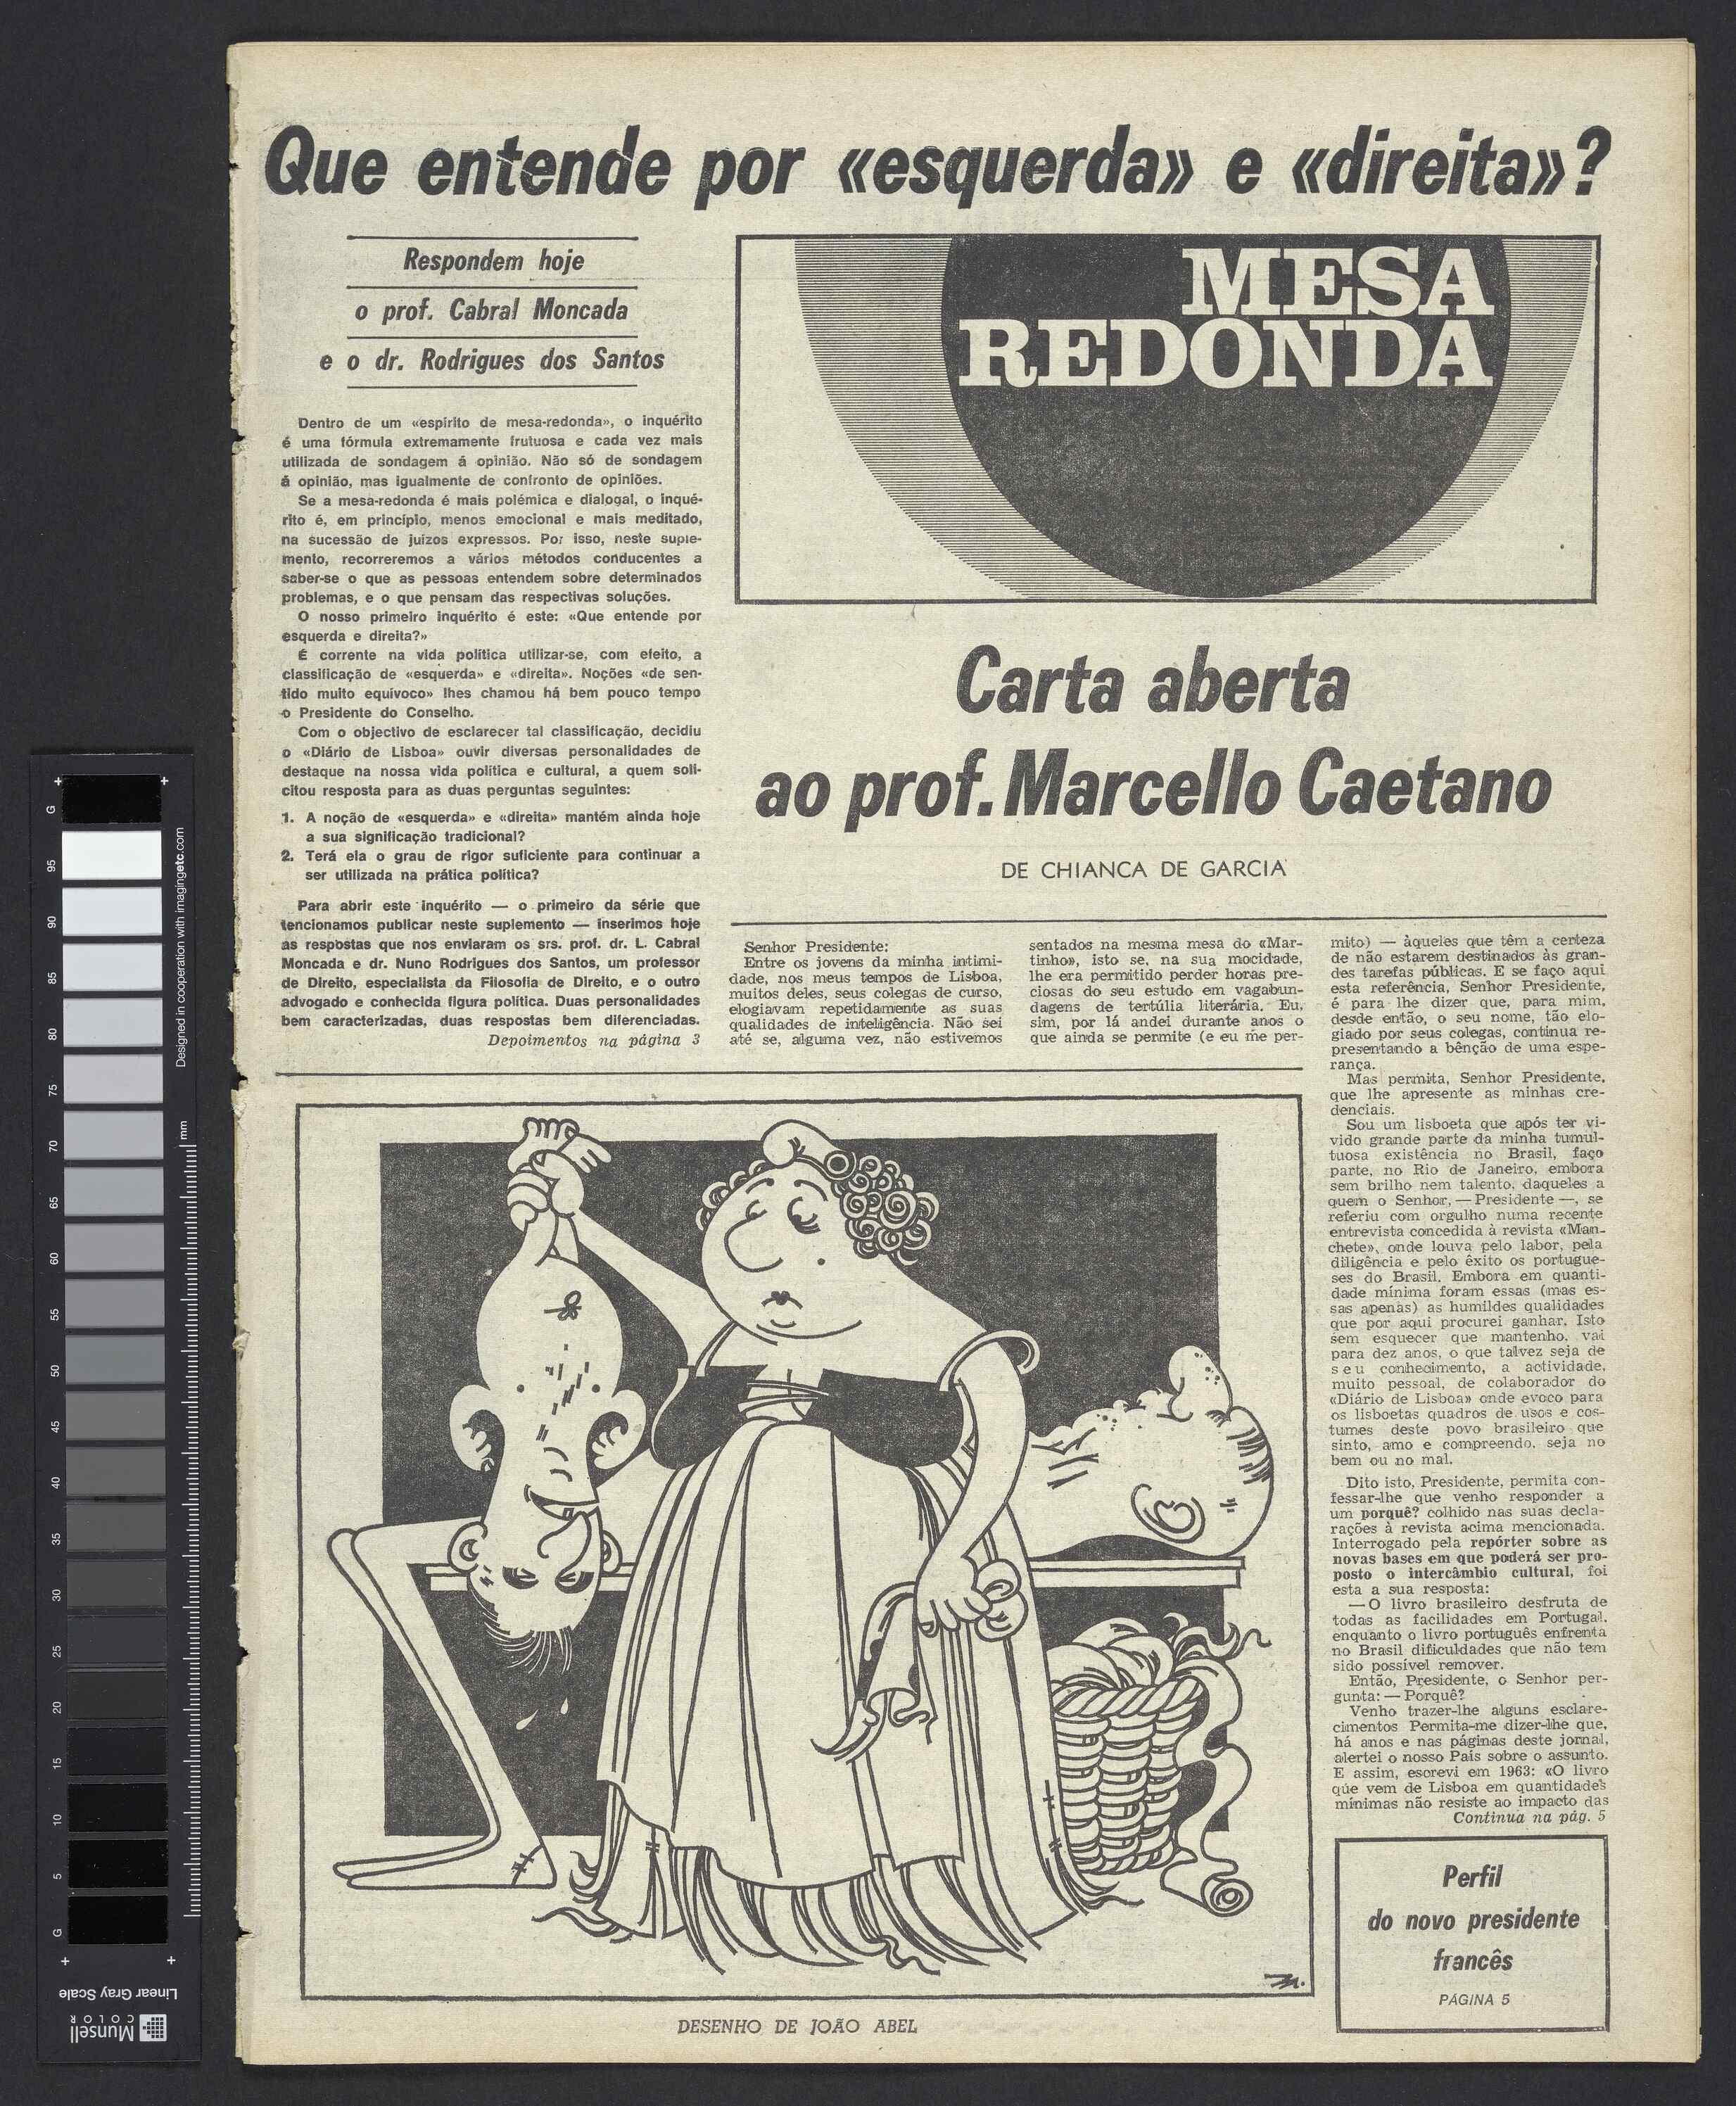 Que entende por «esquerda» e «direita»?
Respondem hoje
o prof. Cabral Moncada
e o dr. Rodrigues dos Santos
Dentro de um «espírito de mesa-redonda», o inquérito
é uma fórmula extremamente frutuosa e cada vez mais
utilizada de sondagem á opinião. Não só de sondagem
á opinião, mas igualmente de confronto de opiniões.
Se a mesa-redonda é mais polémica e dialogal, o inqué-
rito é, em princípio, menos emocional e mais meditado,
na sucessão de juízos expressos. Por isso, neste suple-
mento, recorreremos a vários métodos conducentes a
saber-se o que as pessoas entendem sobre determinados
problemas, e o que pensam das respectivas soluções.
O nosso primeiro inquérito é este: «Que entende por
esquerda e direita?»
É corrente na vida política utilizar-se, com efeito, a
classificação de «esquerda» e «direita». Noções «de sen-
tido muito equívoco» lhes chamou há bem pouco tempo
o Presidente do Conselho.
Com o objectivo de esclarecer tal classificação, decidiu
o «Diário de Lisboa» ouvir diversas personalidades de
destaque na nossa vida política e cultural, a quem soli-
citou resposta para as duas perguntas seguintes:
1. A noção de «esquerda» e «direita» mantém ainda hoje
a sua significação tradicional?
2. Terá ela o grau de rigor suficiente para continuar a
ser utilizada na prática política?
Para abrir este inquérito — o primeiro da série que
tencionamos publicar neste suplemento — inserimos hoje
as respostas que nos enviaram os srs. prof. dr. L. Cabral
Moncada e dr. Nuno Rodrigues dos Santos, um professor
de Direito, especialista da Filosofia de Direito, e o outro
advogado e conhecida figura política. Duas personalidades
bem caracterizadas, duas respostas bem diferenciadas.
Depoimentos na página 3
MESA
REDONDA
Carta aberta
ao prof. Marcello Caetano
DE CHIANCA DE GARCIA
Senhor Presidente:
Entre os jovens da minha intimi-
dade, nos meus tempos de Lisboa,
muitos deles, seus colegas de curso,
elogiavam repetidamente as suas
qualidades de inteligência. Não sei
até se, alguma vez, não estivemos
sentados na mesma mesa do «Mar-
tinho», isto se, na sua mocidade,
lhe era permitido perder horas pre-
ciosas do seu estudo em vagabun-
dagens de tertúlia literária. Eu,
sim, por lá andei durante anos o
que ainda se permite (e eu me per-
mito) — àqueles que têm a certeza
de não estarem destinados às gran-
des tarefas públicas. E se faço aqui
esta referência, Senhor Presidente,
é para lhe dizer que, para mim,
desde então, o seu nome, tão elo-
giado por seus colegas, continua re-
presentando a bênção de uma espe-
rança.
Mas permita, Senhor Presidente,
que lhe apresente as minhas cre-
denciais.
Sou um lisboeta que após ter vi-
vido grande parte da minha tumul-
tuosa existência no Brasil, faço
parte, no Rio de Janeiro, embora
sem brilho nem talento, daqueles a
quem o Senhor, — Presidente —, se
referiu com orgulho numa recente
entrevista concedida à revista «Man-
chete», onde louva pelo labor, pela
diligência e pelo êxito os portugue-
ses do Brasil. Embora em quanti-
dade mínima foram essas (mas es-
sas apenas) as humildes qualidades
que por aqui procurei ganhar. Isto
sem esquecer que mantenho, vai
para dez anos, o que talvez seja de
seu conhecimento, a actividade,
muito pessoal, de colaborador do
«Diário de Lisboa» onde evoco para
os lisboetas quadros de usos e cos-
tumes deste povo brasileiro que
sinto, amo e compreendo, seja no
bem ou no mal.
Dito isto, Presidente, permita con-
fessar-lhe que venho responder a
um porquê? colhido nas suas decla-
rações à revista acima mencionada.
Interrogado pela repórter sobre as
novas bases em que poderá ser pro-
posto o intercâmbio cultural, foi
esta a sua resposta:
— O livro brasileiro desfruta de
todas as facilidades em Portugal,
enquanto o livro português enfrenta
no Brasil dificuldades que não tem
sido possível remover.
Então, Presidente, o Senhor per-
gunta: — Porquê?
Venho trazer-lhe alguns esclare-
cimentos Permita-me dizer-lhe que,
há anos e nas páginas deste jornal,
alertei o nosso País sobre o assunto.
E assim, escrevi em 1963: «O livro
que vem de Lisboa em quantidades
mínimas não resiste ao impacto das
Continua na pág. 5
DESENHO DE JOÃO ABEL
Perfil
do novo presidente
francês
PÁGINA 5
G
95
90
85
80
75
70
65
60
55
50
45
40
35
30
25
20
15
10
5
G
mm
Designed in cooperation with imagingetc.com
Linear Gray Scale
Munsell
COLOR